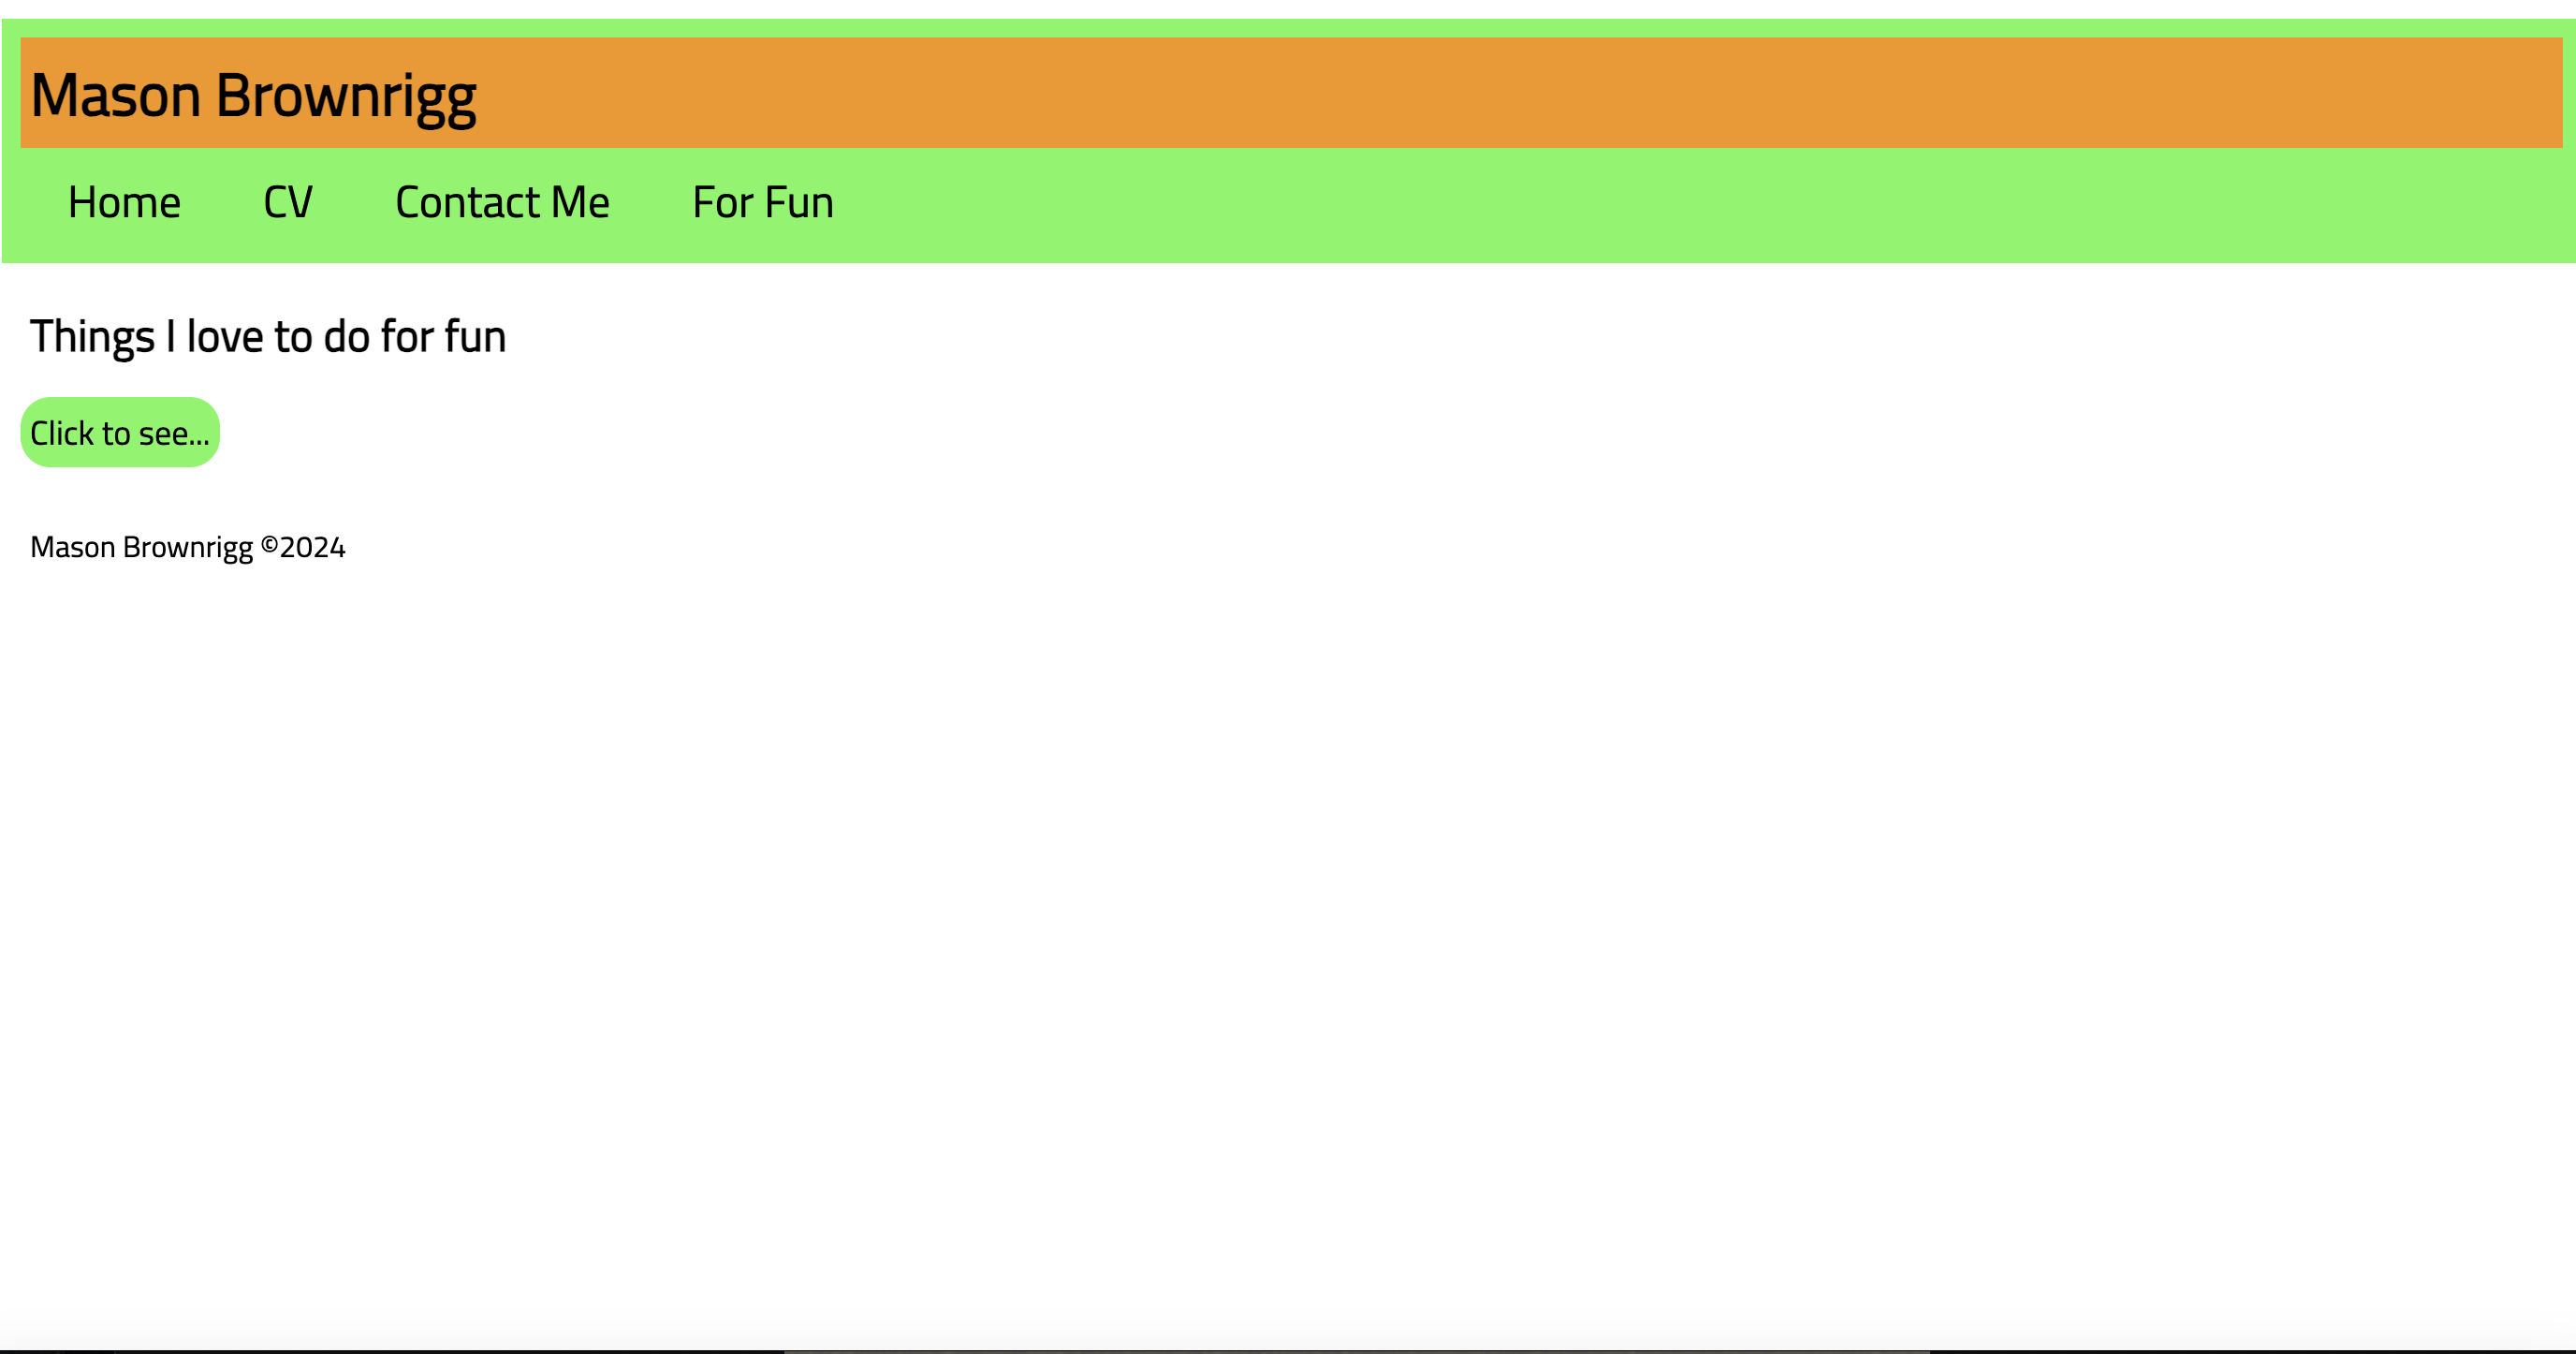 Mason Brownrigg
Home CV Contact Me For Fun
Things I love to do for fun
Click to see...
Mason Brownrigg ©2024